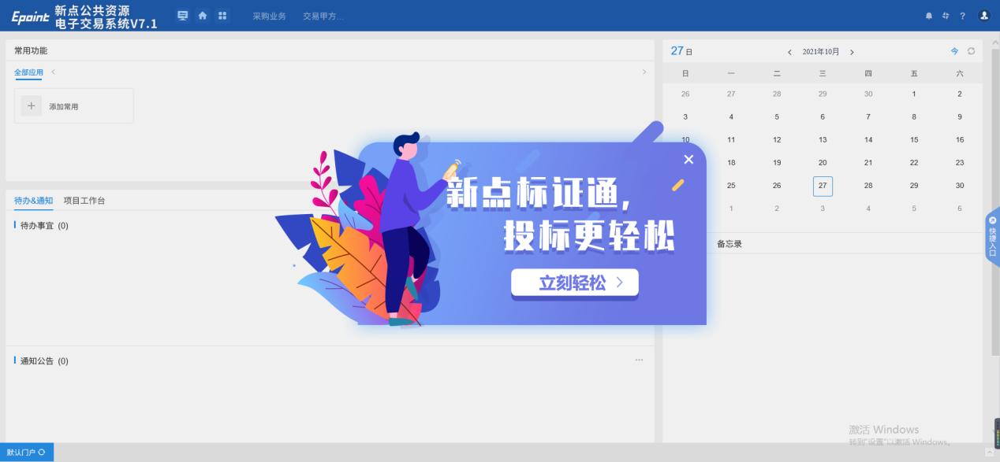 Epoint 新点公共资源
电子交易系统V7.1
采购业务 交易甲方...
常用功能
全部应用
添加常用
待办&通知 项目工作台
待办事宜 (0)
通知公告 (0)
新点标证通,
投标更轻松
立刻轻松
27日 2021年10月 今
日 一 二 三 四 五 六
26 27 28 29 30 1 2
3 4 5 6 7 8 9
10 11 12 13 14 15 16
18 19 20 21 22 23
25 26 27 28 29 30
1 2 3 4 5 6
备忘录
快捷入口
激活 Windows
转到"设置"以激活 Windows。
默认门户